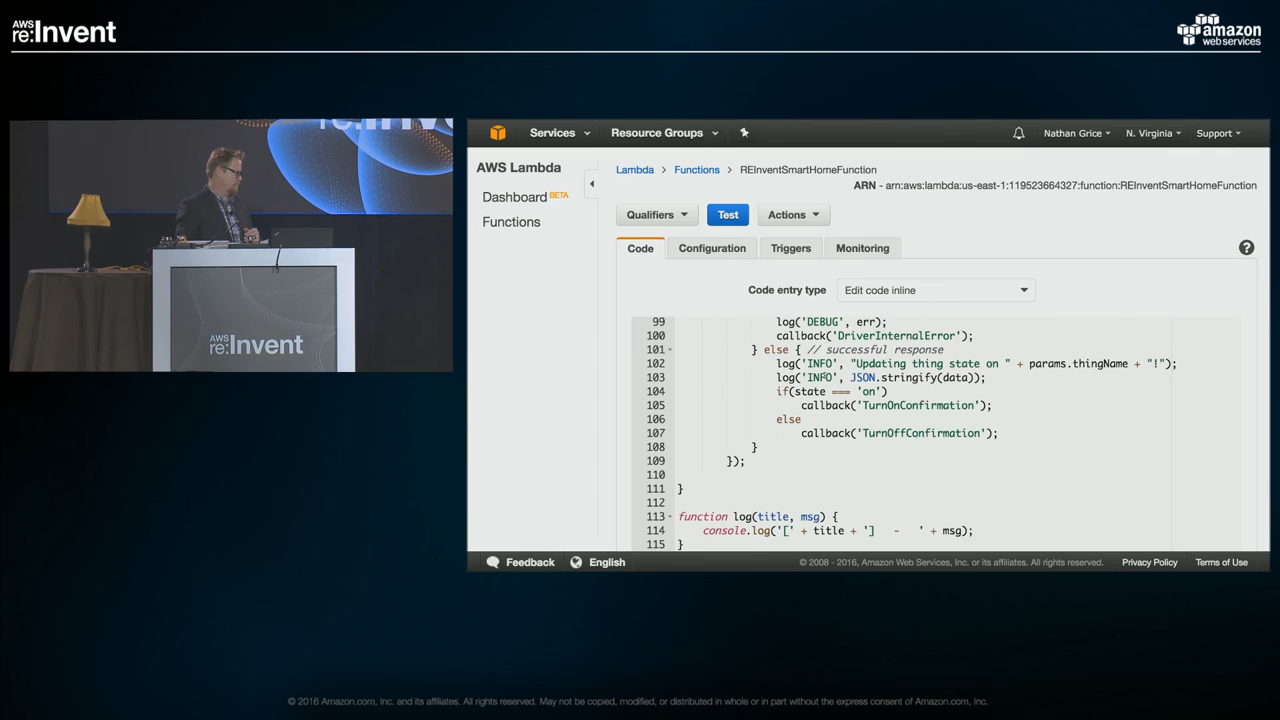 AWS
re:Invent
amazon
web services
re:Inv
AWS
re:Invent
Services
Resource Groups
Nathan Grice
N. Virginia
Support
AWS Lambda
Dashboard BETA
Functions
Lambda > Functions > REInventSmartHomeFunction
ARN - arn:aws:lambda:us-east-1:119523664327:function:REInventSmartHomeFunction
Qualifiers
Test
Actions
Code
Configuration
Triggers
Monitoring
?
Code entry type
Edit code inline
99 log('DEBUG', err);
100 callback('DriverInternalError');
101 } else { // successful response
102 log('INFO', "Updating thing state on " + params.thingName + "!");
103 log('INFO', JSON.stringify(data));
104 if(state === 'on')
105 callback('TurnOnConfirmation');
106 else
107 callback('TurnOffConfirmation');
108 }
109 });
110
111 }
112
113 function log(title, msg) {
114 console.log('[' + title + '] - ' + msg);
115 }
Feedback
English
© 2008 - 2016, Amazon Web Services, Inc. or its affiliates. All rights reserved.
Privacy Policy
Terms of Use
© 2016 Amazon.com, Inc. and its affiliates. All rights reserved. May not be copied, modified, or distributed in whole or in part without the express consent of Amazon.com, Inc.